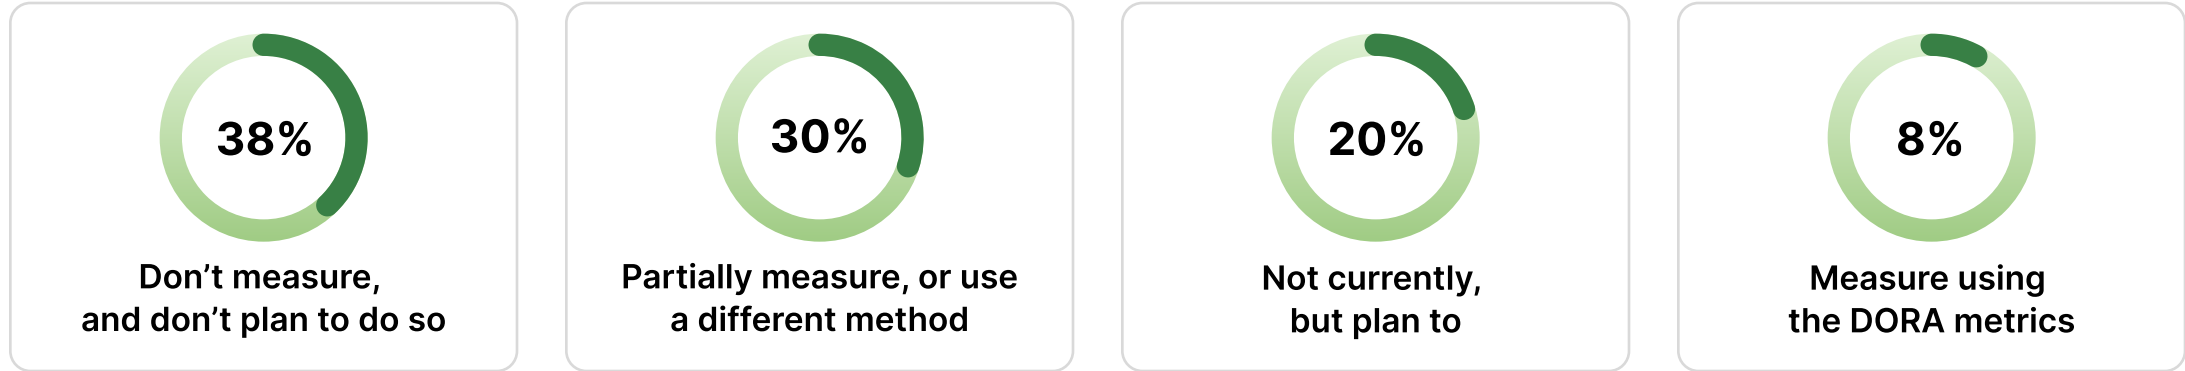 38%
Don’t measure,
and don’t plan to do so
30%
Partially measure, or use
a different method
20%
Not currently,
but plan to
8%
Measure using
the DORA metrics